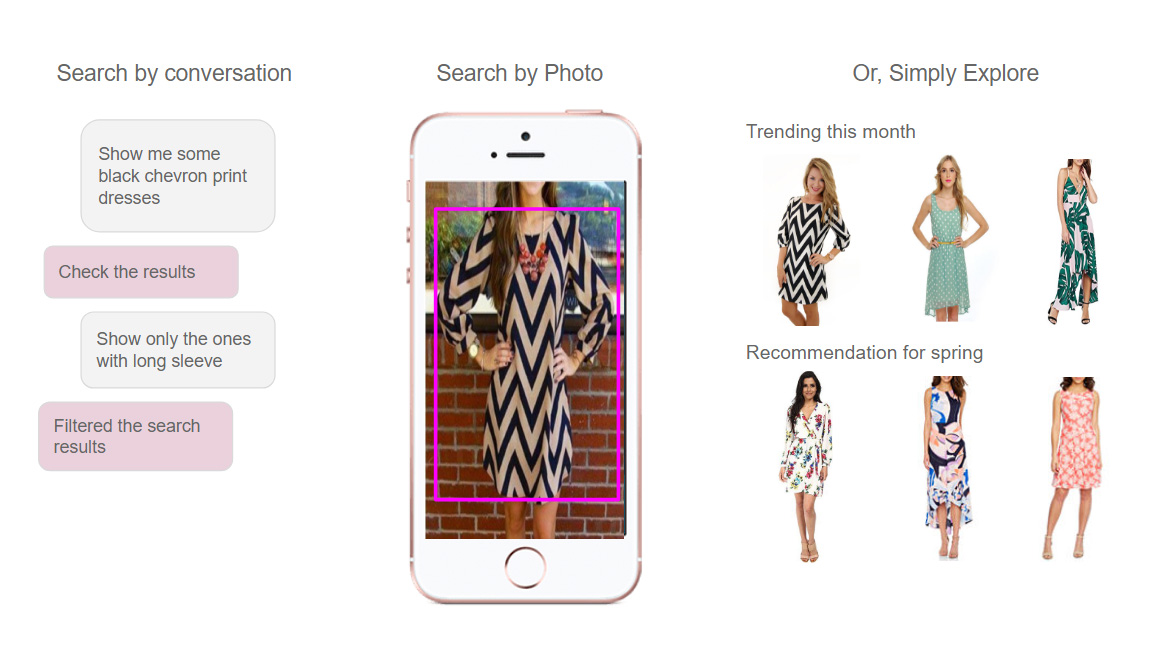 Search by conversation
Show me some
black chevron print
dresses
Check the results
Show only the ones
with long sleeve
Filtered the search
results
Search by Photo
Or, Simply Explore
Trending this month
Recommendation for spring